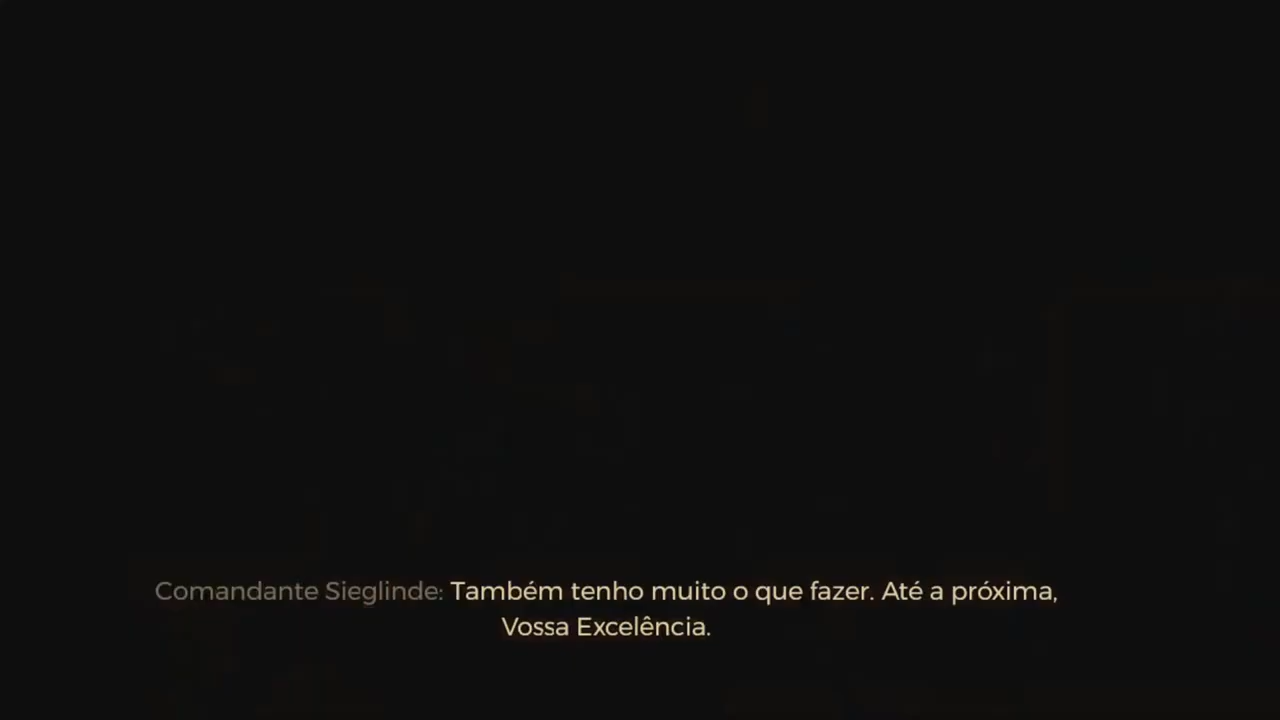 Comandante Sieglinde: Também tenho muito o que fazer. Até a próxima,
Vossa Excelência.